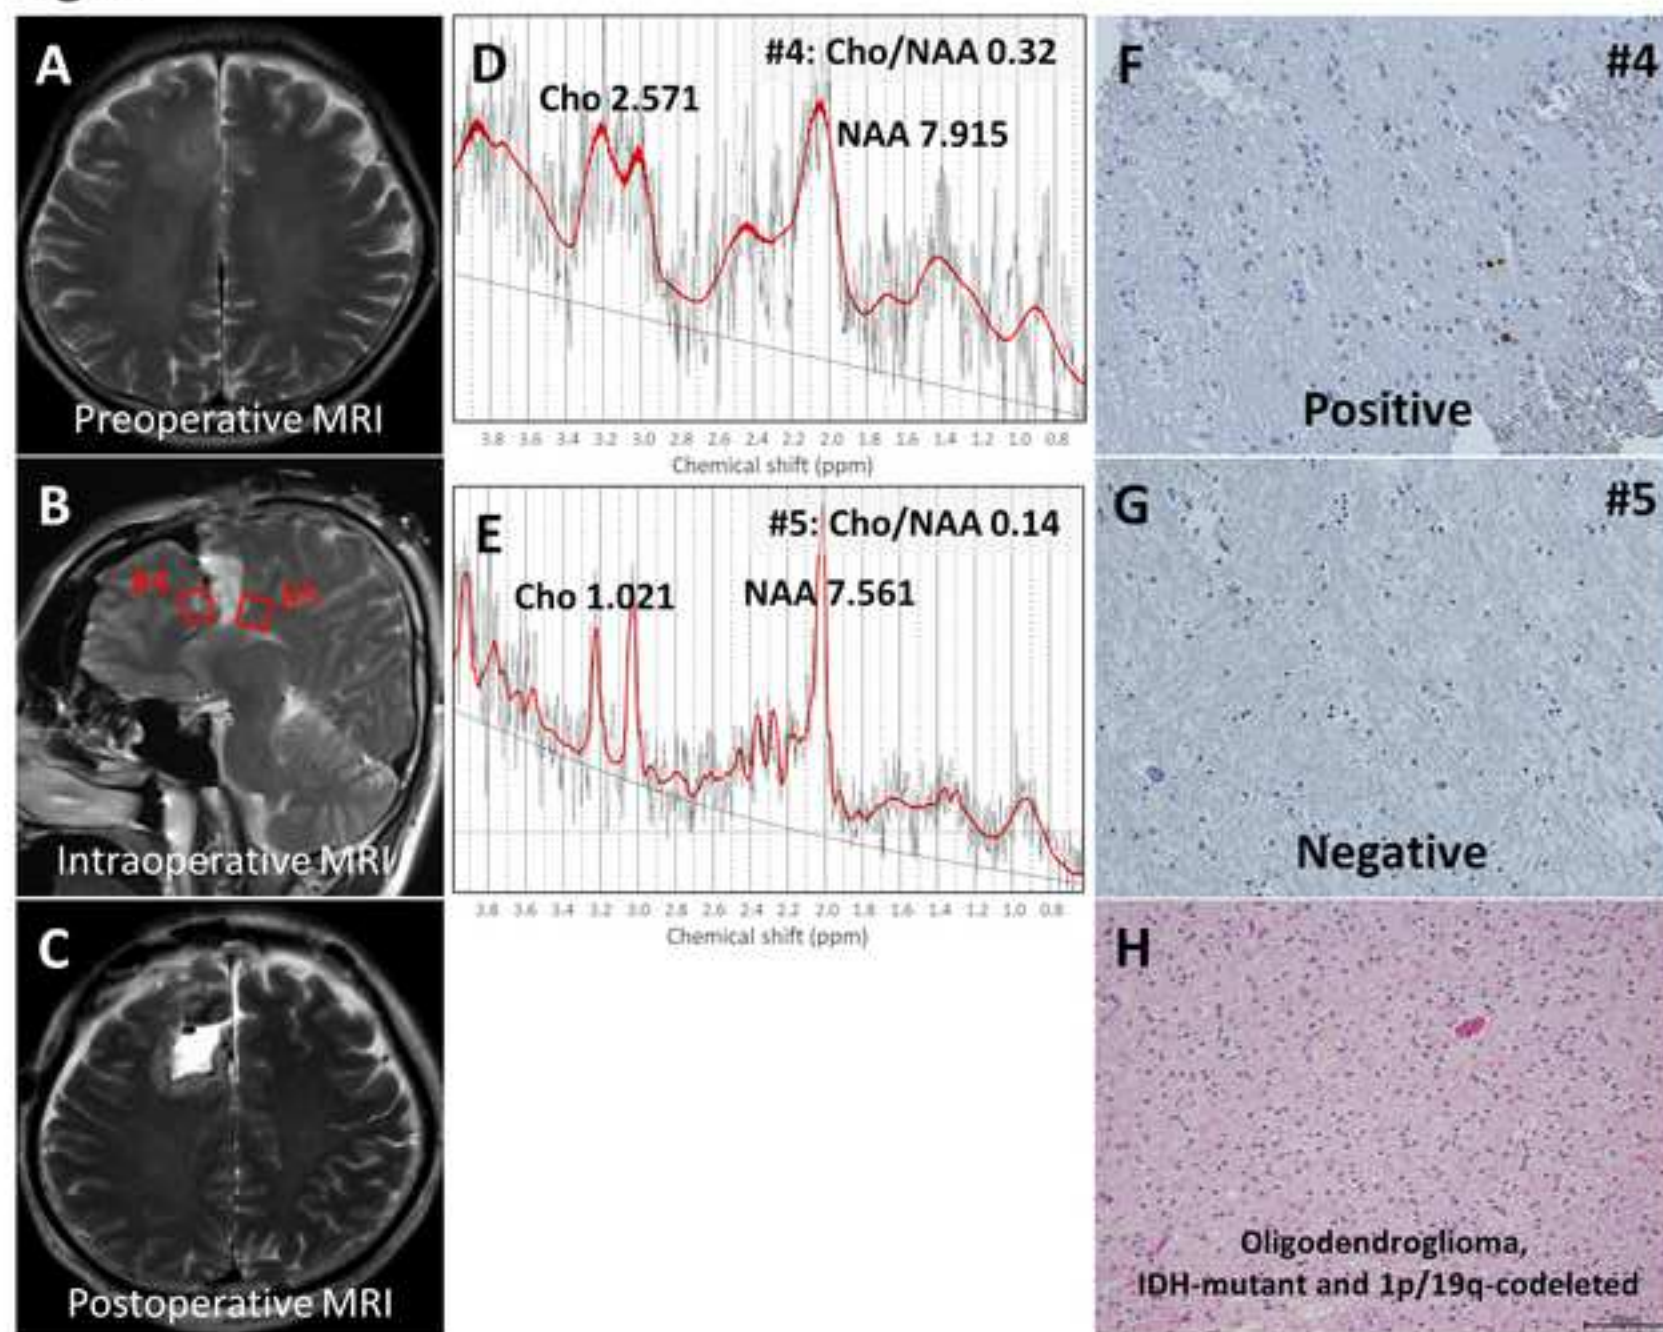 A
Preoperative MRI
B
#4
Intraoperative MRI
C
Postoperative MRI
D
#4: Cho/NAA 0.32
Cho 2.571
NAA 7.915
3.8 3.6 3.4 3.2 3.0 2.8 2.6 2.4 2.2 2.0 1.8 1.6 1.4 1.2 1.0 0.8
Chemical shift (ppm)
E
#5: Cho/NAA 0.14
Cho 1.021
NAA 7.561
3.8 3.6 3.4 3.2 3.0 2.8 2.6 2.4 2.2 2.0 1.8 1.6 1.4 1.2 1.0 0.8
Chemical shift (ppm)
F
#4
Positive
G
#5
Negative
H
Oligodendroglioma,
IDH-mutant and 1p/19q-codeleted